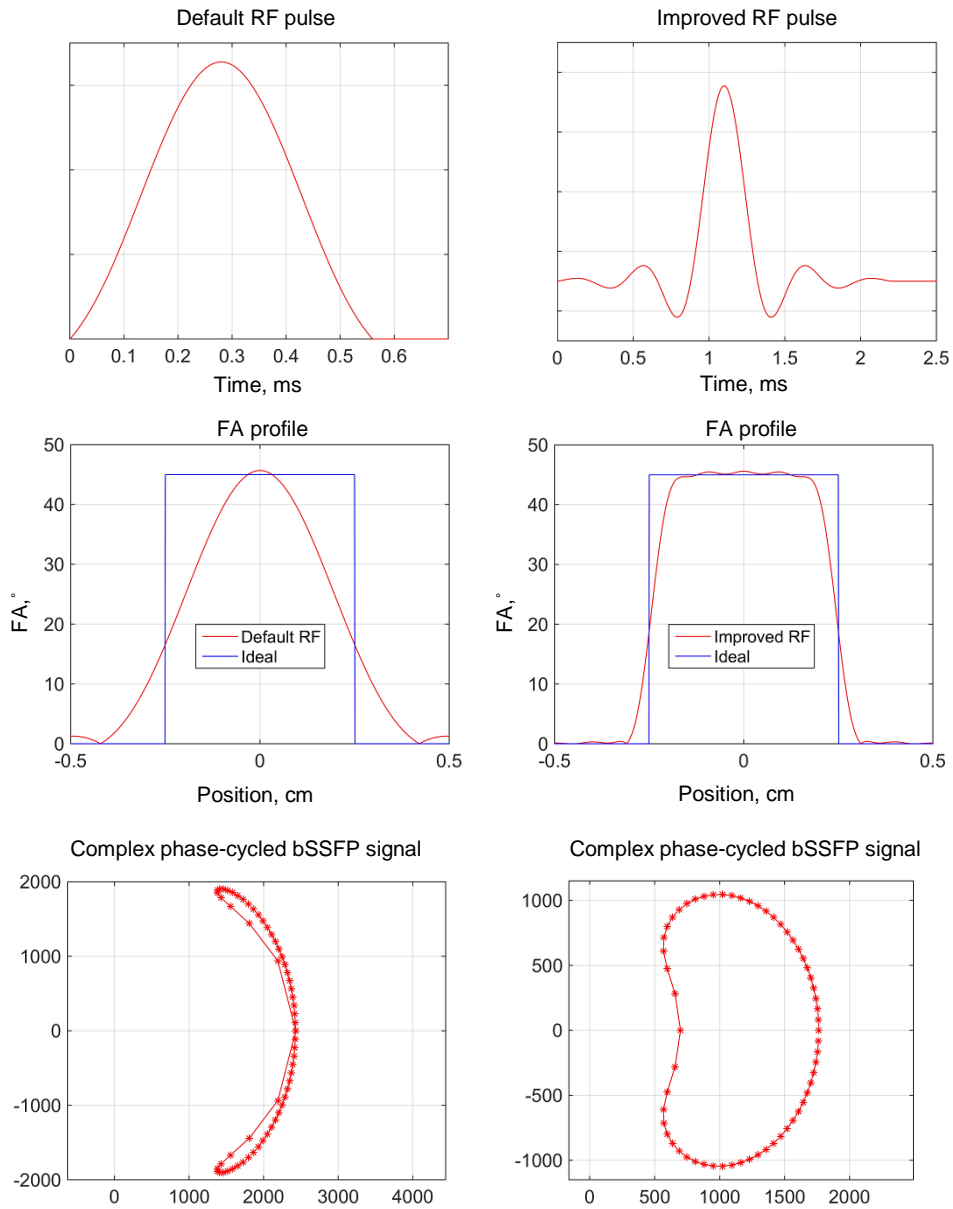 Default RF pulse
Improved RF pulse
0 0.1 0.2 0.3 0.4 0.5 0.6
Time, ms
0 0.5 1 1.5 2 2.5
Time, ms
FA profile
50
40
30
20
10
0
FA,°
Default RF
Ideal
-0.5 0 0.5
Position, cm
FA profile
50
40
30
20
10
0
FA,°
Improved RF
Ideal
-0.5 0 0.5
Position, cm
Complex phase-cycled bSSFP signal
2000
1000
0
-1000
-2000
0 1000 2000 3000 4000
Complex phase-cycled bSSFP signal
1000
500
0
-500
-1000
0 500 1000 1500 2000